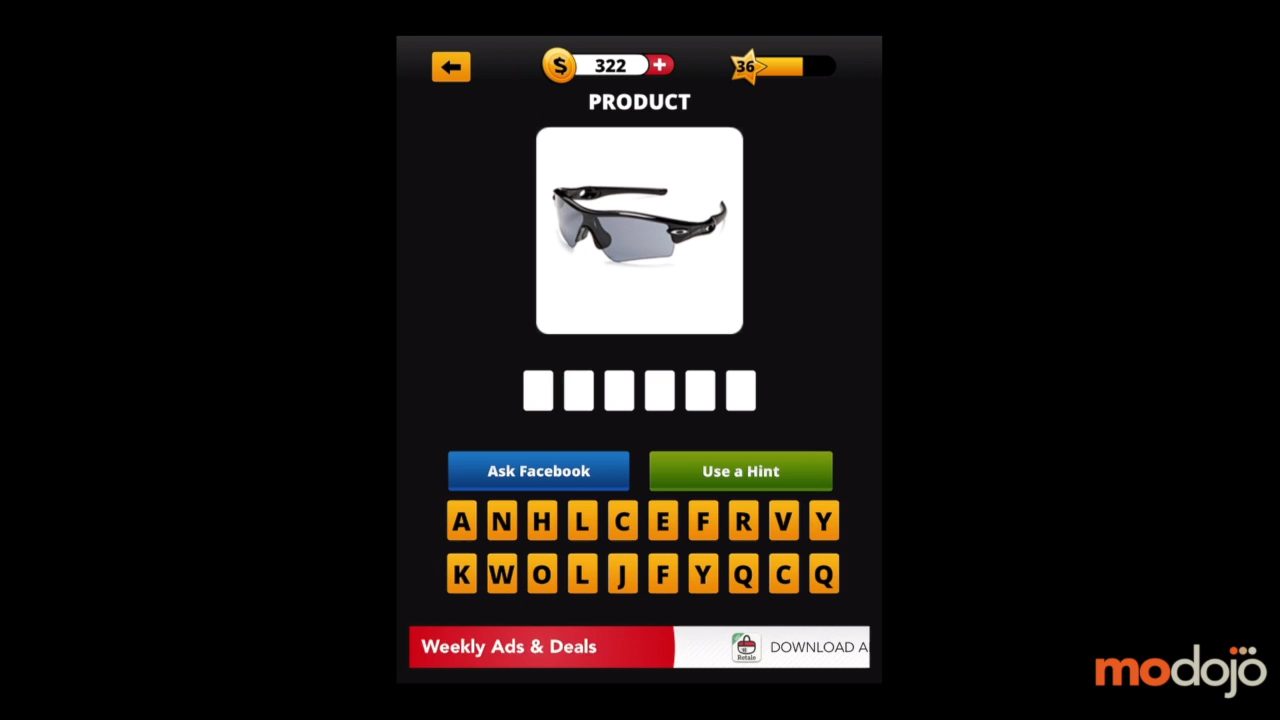 $ 322 +
36
PRODUCT
Ask Facebook
Use a Hint
A N H L C E F R V Y
K W O L J F Y Q C Q
Weekly Ads & Deals
Retale
DOWNLOAD A
modojo